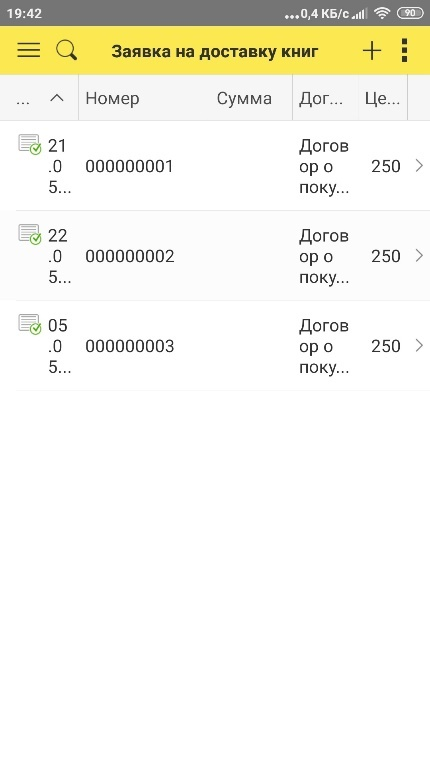 19:42 ...0,4 КБ/с 90
Заявка на доставку книг
... Номер Сумма Дог... Це...
21
.0
5...
000000001
Догов
ор о
поку...
250
22
.0
5...
000000002
Догов
ор о
поку...
250
05
.0
5...
000000003
Догов
ор о
поку...
250